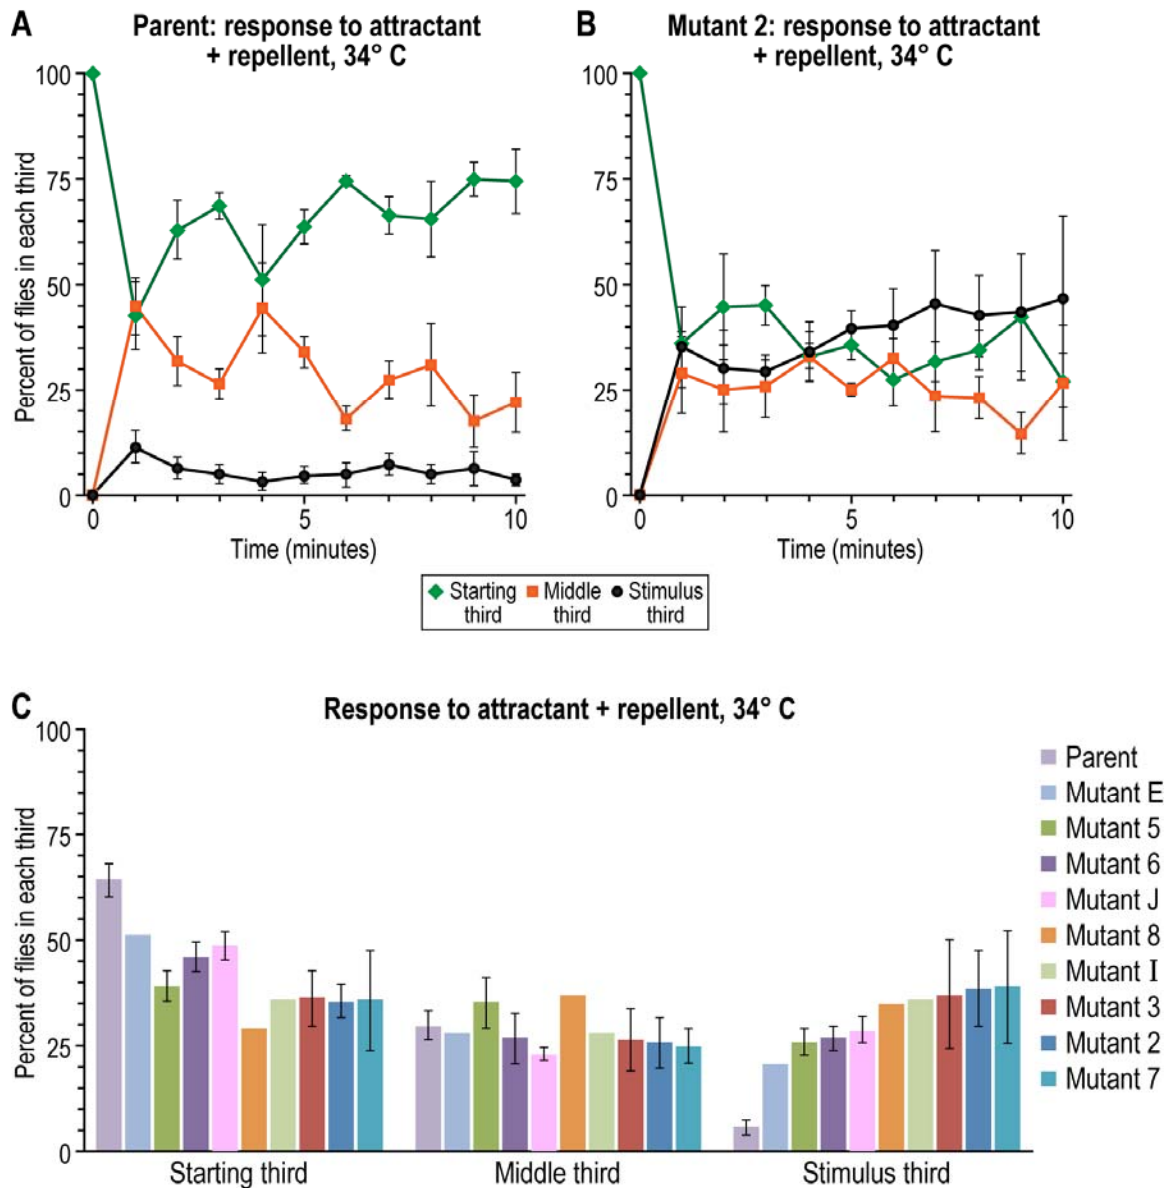 A
Parent: response to attractant
+ repellent, 34° C
100
75
50
25
0
Percent of flies in each third
0
5
10
Time (minutes)
B
Mutant 2: response to attractant
+ repellent, 34° C
100
75
50
25
0
0
5
10
Time (minutes)
Starting third
Middle third
Stimulus third
C
Response to attractant + repellent, 34° C
100
75
50
25
0
Percent of flies in each third
Starting third
Middle third
Stimulus third
Parent
Mutant E
Mutant 5
Mutant 6
Mutant J
Mutant 8
Mutant I
Mutant 3
Mutant 2
Mutant 7